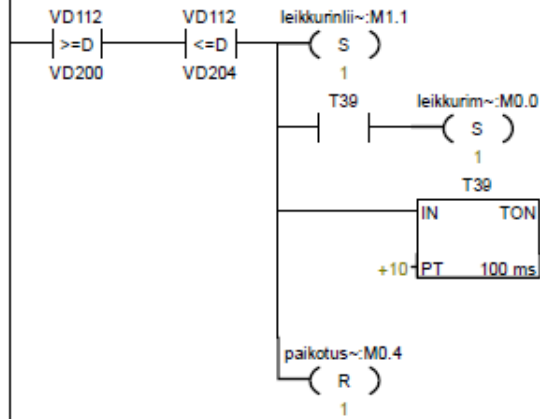 VD112 VD112 leikkurinlii~:M1.1
>=D <=D S
VD200 VD204 1
T39 leikkurim~:M0.0
S
1
T39
IN TON
+10 PT 100 ms
paikotus~:M0.4
R
1